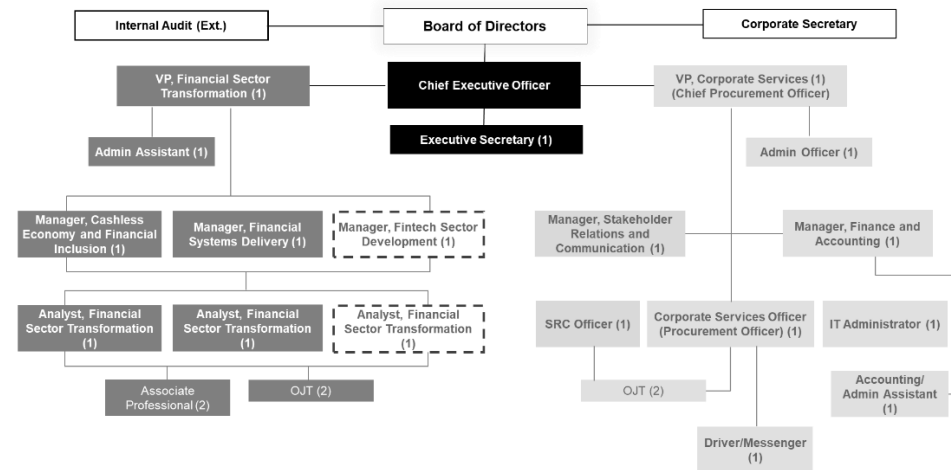 Internal Audit (Ext.)
Board of Directors
Corporate Secretary
VP, Financial Sector
Transformation (1)
Chief Executive Officer
VP, Corporate Services (1)
(Chief Procurement Officer)
Executive Secretary (1)
Admin Assistant (1)
Admin Officer (1)
Manager, Cashless
Economy and Financial
Inclusion (1)
Manager, Financial
Systems Delivery (1)
Manager, Fintech Sector
Development (1)
Manager, Stakeholder
Relations and
Communication (1)
Manager, Finance and
Accounting (1)
Analyst, Financial
Sector Transformation
(1)
Analyst, Financial
Sector Transformation
(1)
Analyst, Financial
Sector Transformation
(1)
SRC Officer (1)
Corporate Services Officer
(Procurement Officer) (1)
IT Administrator (1)
Associate
Professional (2)
OJT (2)
OJT (2)
Accounting/
Admin Assistant
(1)
Driver/Messenger
(1)